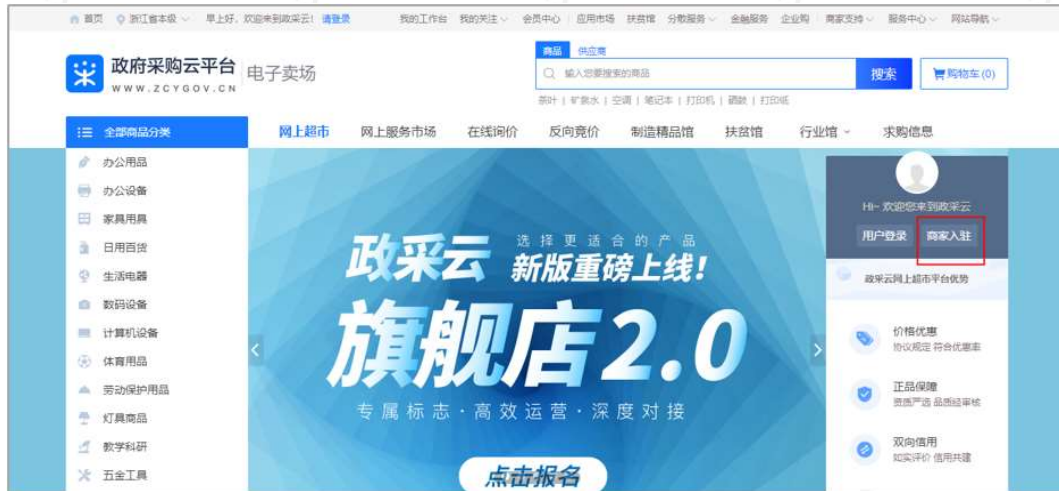 首页 浙江省本级 早上好，欢迎来到政采云！ 请登录 我的工作台 我的关注 会员中心 应用市场 扶贫馆 分散服务 金融服务 企业购 商家支持 服务中心 网站导航
政府采购云平台 电子卖场
WWW.ZCYGOV.CN
商品 供应商
输入您要搜索的商品 搜索 购物车(0)
茶叶 | 矿泉水 | 空调 | 笔记本 | 打印机 | 硒鼓 | 打印纸
全部商品分类 网上超市 网上服务市场 在线询价 反向竞价 制造精品馆 扶贫馆 行业馆 求购信息
办公用品
办公设备
家具用具
日用百货
生活电器
数码设备
计算机设备
体育用品
劳动保护用品
灯具商品
教学科研
五金工具
政采云 选择更适合的产品
新版重磅上线！
旗舰店2.0
专属标志·高效运营·深度对接
点击报名
Hi~ 欢迎您来到政采云
用户登录 商家入驻
政采云网上超市平台优势
价格优惠
协议规定 符合优惠率
正品保障
资质严选 品质经审核
双向信用
如实评价 信用共建